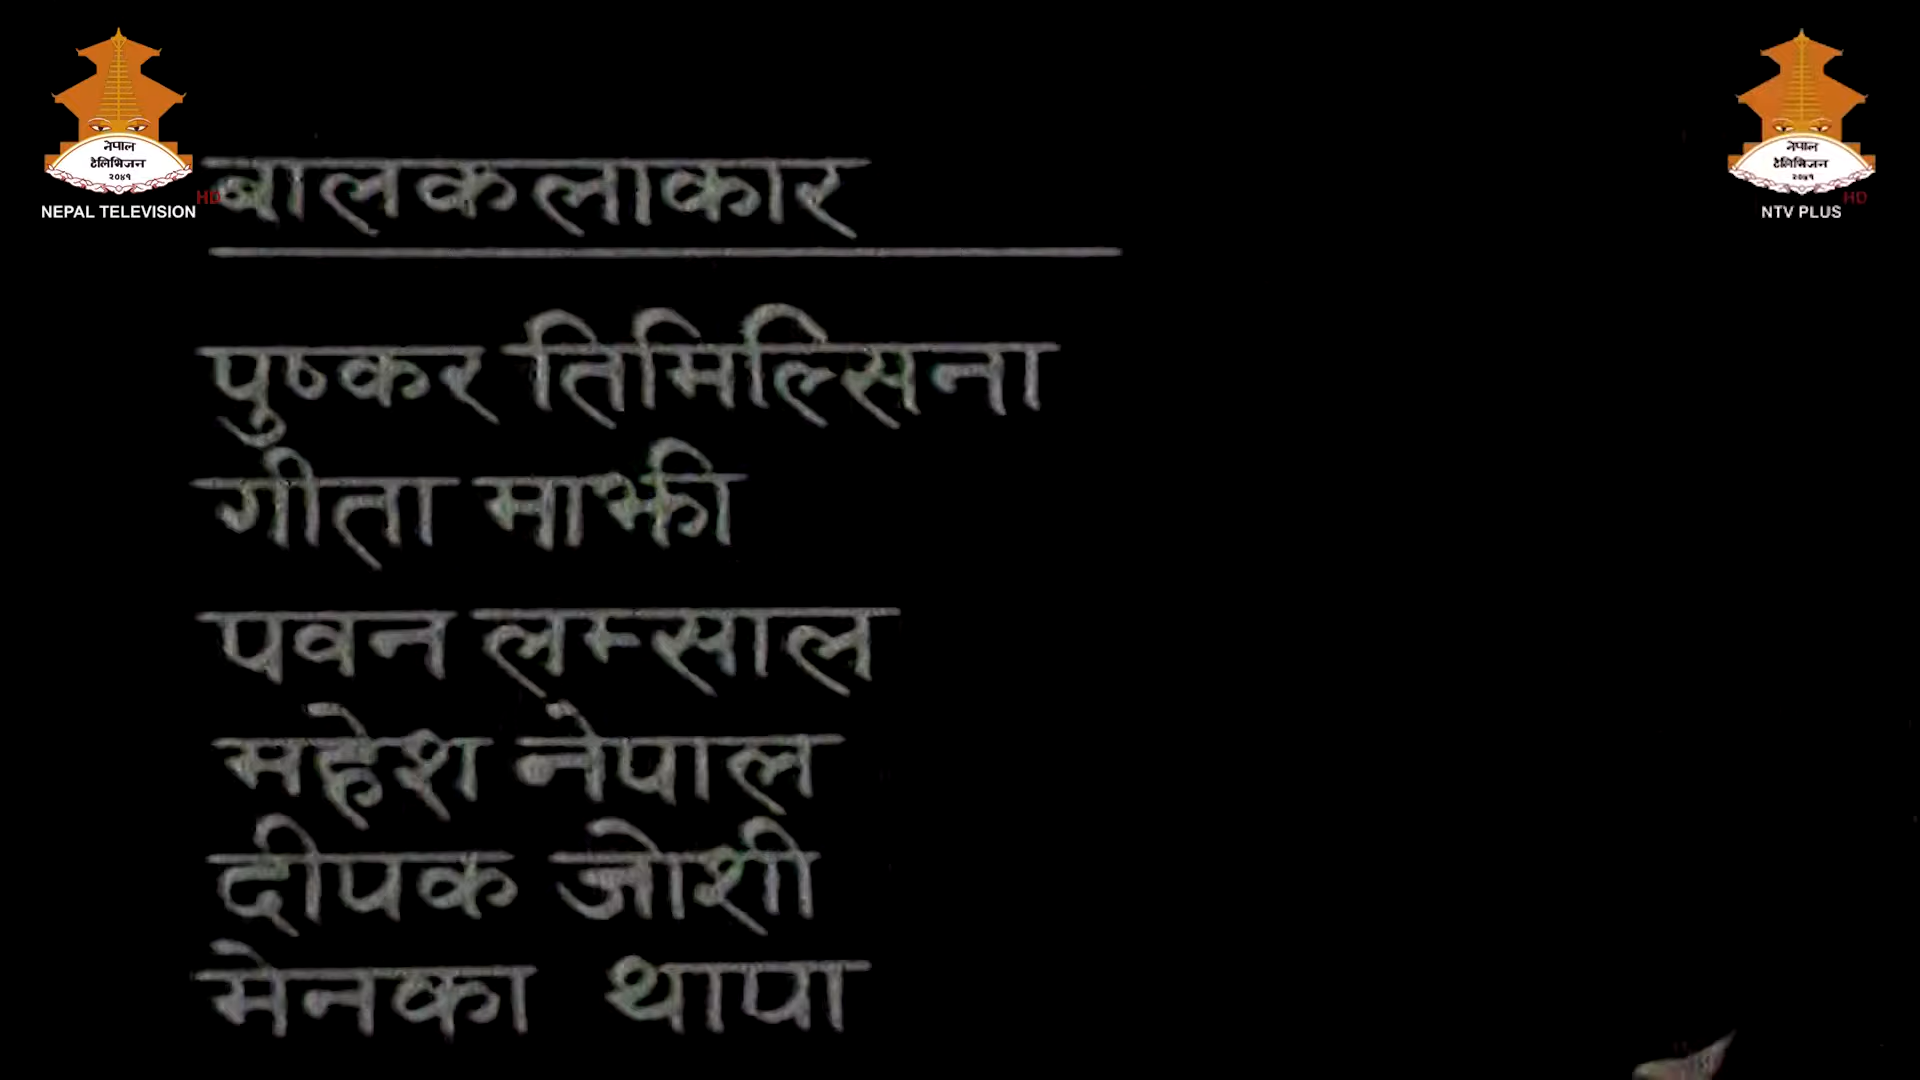 नेपाल
टेलिभिजन
२०४१
HD
NEPAL TELEVISION
नेपाल
टेलिभिजन
२०४१
HD
NTV PLUS
बालकलाकार
पुष्कर तिमिल्सिना
गीता माझी
पवन लम्साल
महेश नेपाल
दीपक जोशी
मेनका थापा